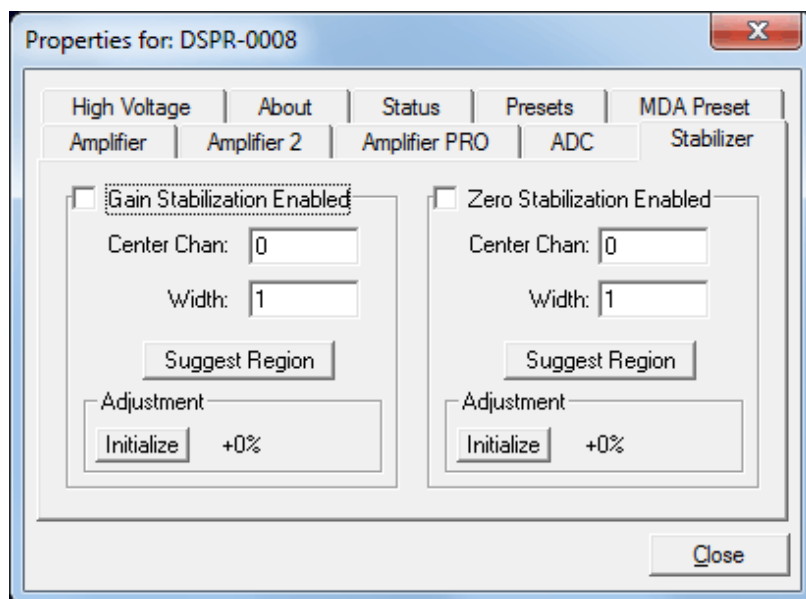 Properties for: DSPR-0008
High Voltage About Status Presets MDA Preset
Amplifier Amplifier 2 Amplifier PRO ADC Stabilizer
Gain Stabilization Enabled Zero Stabilization Enabled
Center Chan: 0 Center Chan: 0
Width: 1 Width: 1
Suggest Region Suggest Region
Adjustment Adjustment
Initialize +0% Initialize +0%
Close